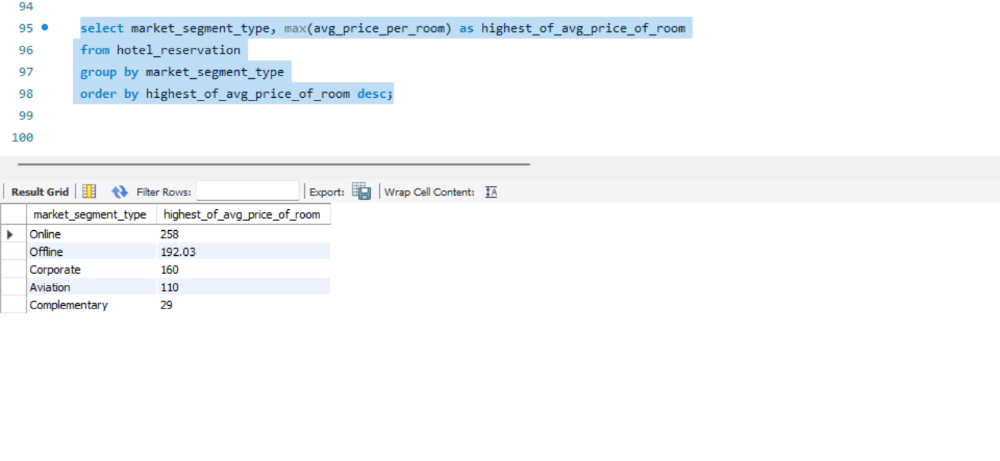 94
95 select market_segment_type, max(avg_price_per_room) as highest_of_avg_price_of_room
96 from hotel_reservation
97 group by market_segment_type
98 order by highest_of_avg_price_of_room desc;
99
100
Result Grid Filter Rows: Export: Wrap Cell Content: IA
market_segment_type highest_of_avg_price_of_room
Online 258
Offline 192.03
Corporate 160
Aviation 110
Complementary 29